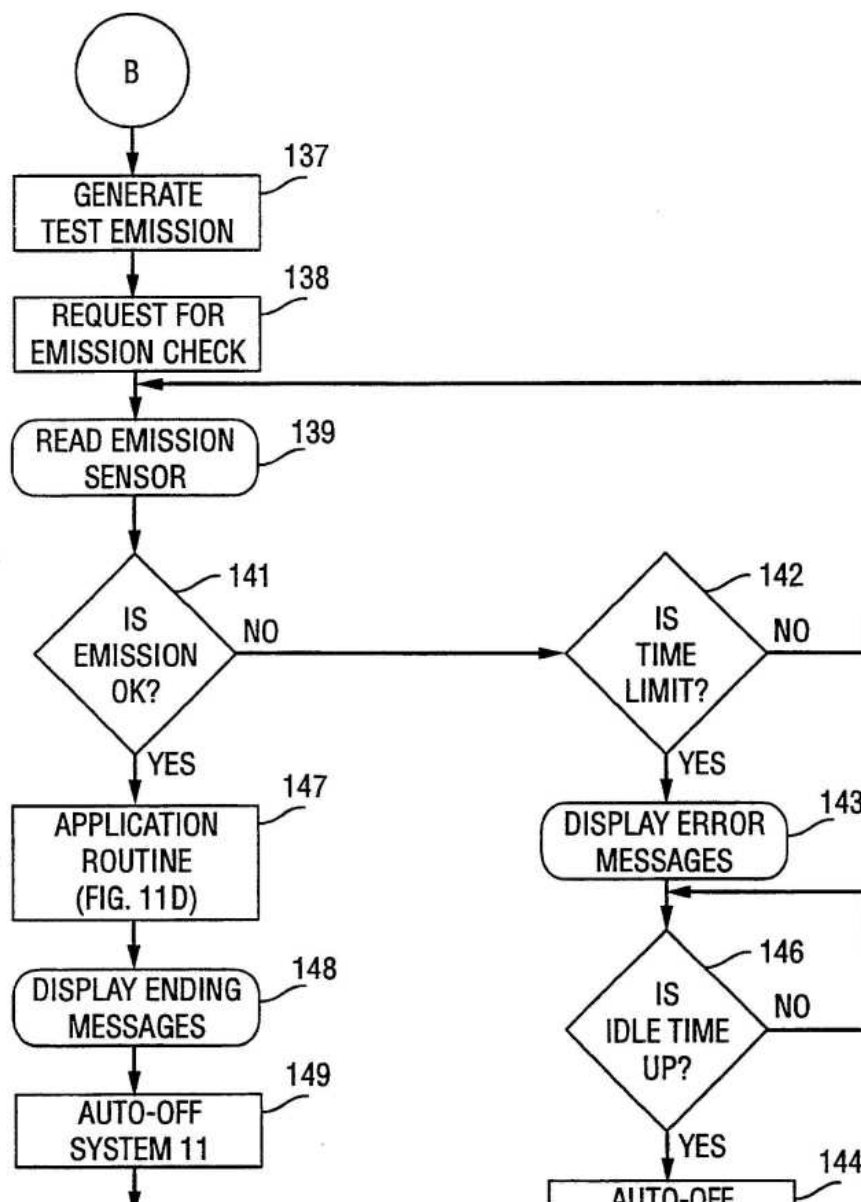 B
137
GENERATE
TEST EMISSION
138
REQUEST FOR
EMISSION CHECK
139
READ EMISSION
SENSOR
141
IS
EMISSION
OK?
NO
YES
142
IS
TIME
LIMIT?
NO
YES
147
APPLICATION
ROUTINE
(FIG. 11D)
143
DISPLAY ERROR
MESSAGES
148
DISPLAY ENDING
MESSAGES
146
IS
IDLE TIME
UP?
NO
YES
149
AUTO-OFF
SYSTEM 11
144
AUTO-OFF